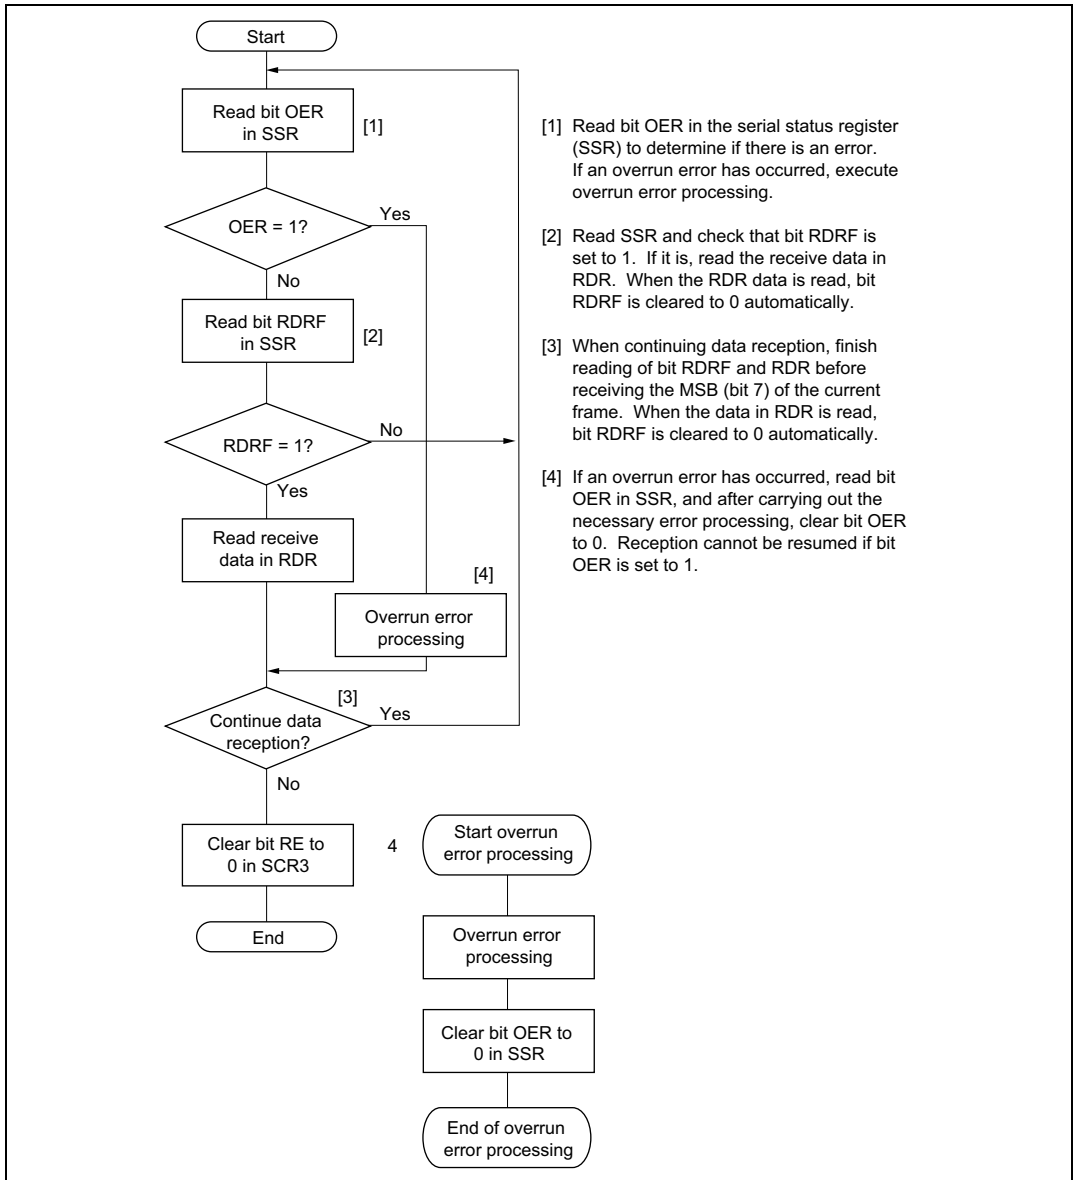 Start
Read bit OER
in SSR
[1]
OER = 1?
Yes
No
Read bit RDRF
in SSR
[2]
RDRF = 1?
No
Yes
Read receive
data in RDR
[4]
Overrun error
processing
[3]
Continue data
reception?
Yes
No
Clear bit RE to
0 in SCR3
End
4
Start overrun
error processing
Overrun error
processing
Clear bit OER to
0 in SSR
End of overrun
error processing
[1] Read bit OER in the serial status register
(SSR) to determine if there is an error.
If an overrun error has occurred, execute
overrun error processing.
[2] Read SSR and check that bit RDRF is
set to 1. If it is, read the receive data in
RDR. When the RDR data is read, bit
RDRF is cleared to 0 automatically.
[3] When continuing data reception, finish
reading of bit RDRF and RDR before
receiving the MSB (bit 7) of the current
frame. When the data in RDR is read,
bit RDRF is cleared to 0 automatically.
[4] If an overrun error has occurred, read bit
OER in SSR, and after carrying out the
necessary error processing, clear bit OER
to 0. Reception cannot be resumed if bit
OER is set to 1.